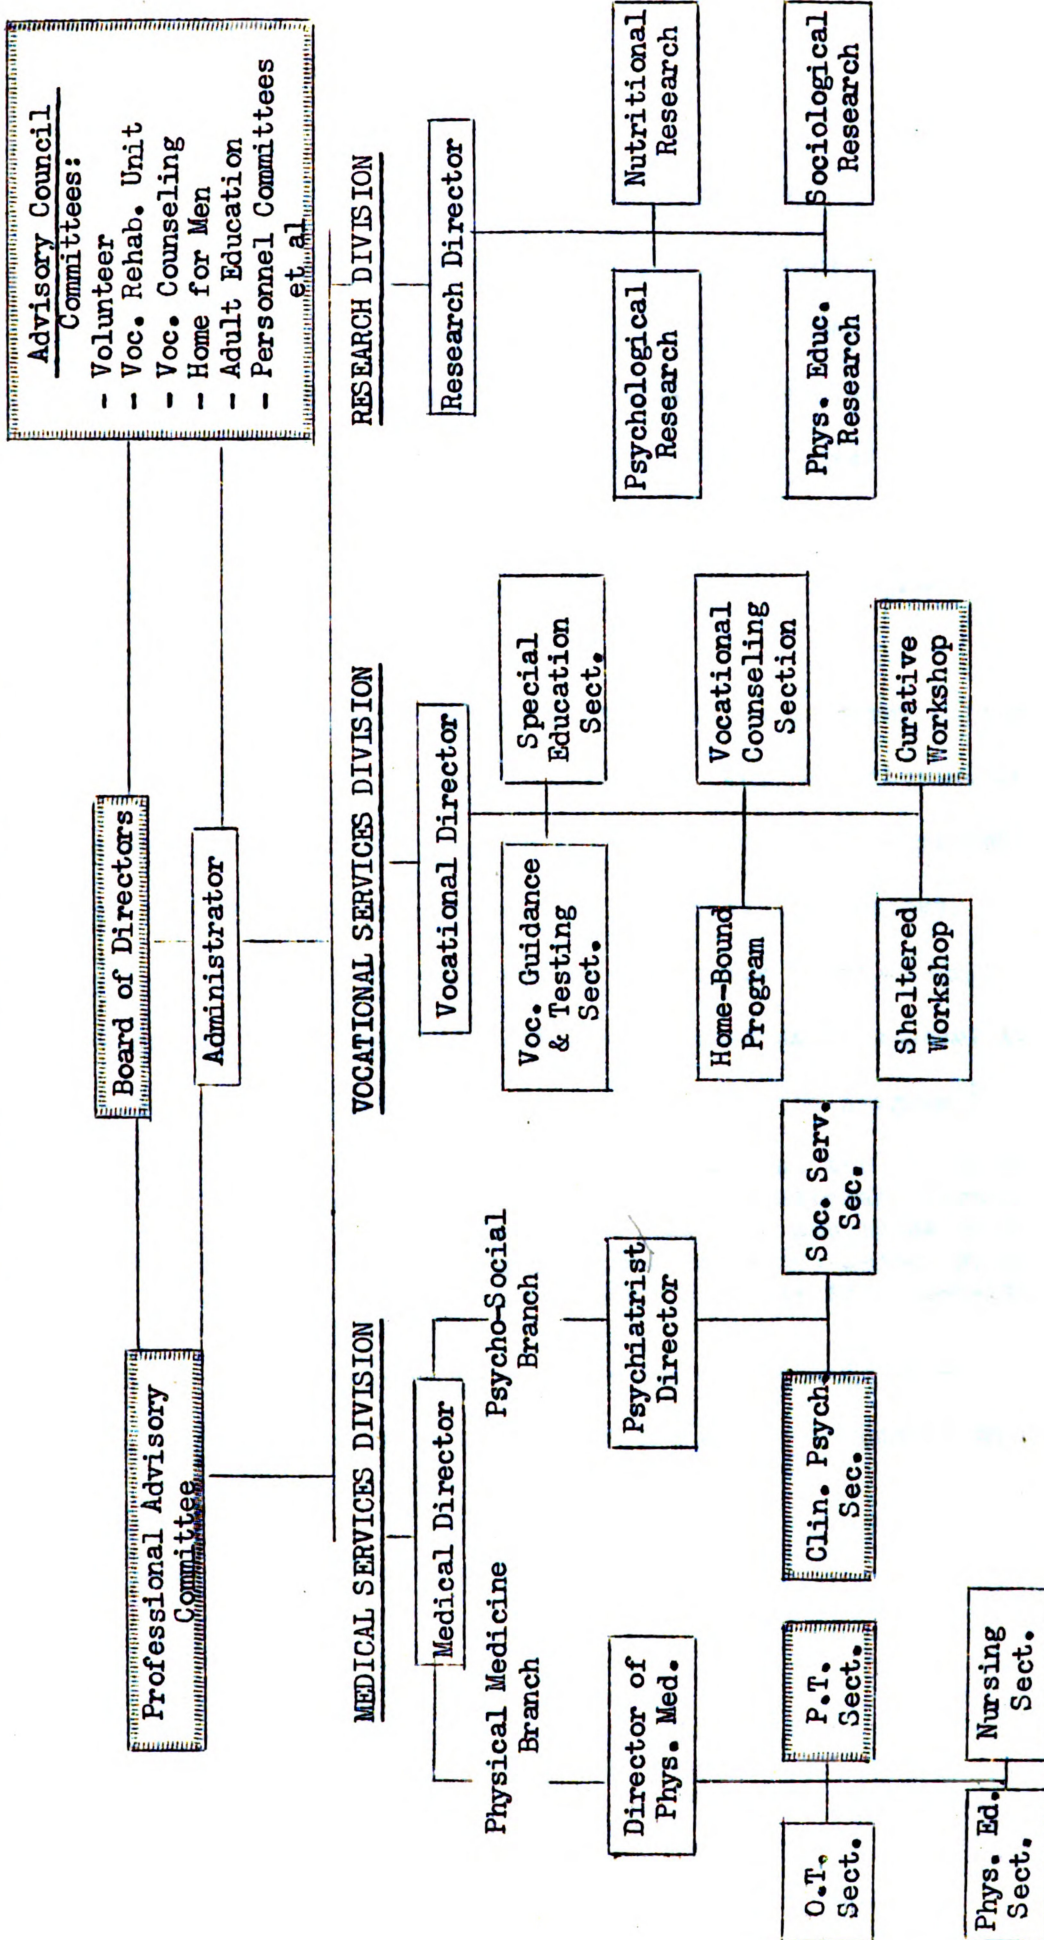 Professional Advisory
Committee
Board of Directors
Administrator
Advisory Council
Committees:
- Volunteer
- Voc. Rehab. Unit
- Voc. Counseling
- Home for Men
- Adult Education
- Personnel Committees
et al
MEDICAL SERVICES DIVISION
Medical Director
Physical Medicine
Branch
Psycho-Social
Branch
Director of
Phys. Med.
Psychiatrist
Director
O.T.
Sect.
P.T.
Sect.
Clin. Psych.
Sec.
Soc. Serv.
Sec.
Phys. Ed.
Sect.
Nursing
Sect.
VOCATIONAL SERVICES DIVISION
Vocational Director
Voc. Guidance
& Testing
Sect.
Special
Education
Sect.
Home-Bound
Program
Vocational
Counseling
Section
Sheltered
Workshop
Curative
Workshop
RESEARCH DIVISION
Research Director
Psychological
Research
Nutritional
Research
Phys. Educ.
Research
Sociological
Research